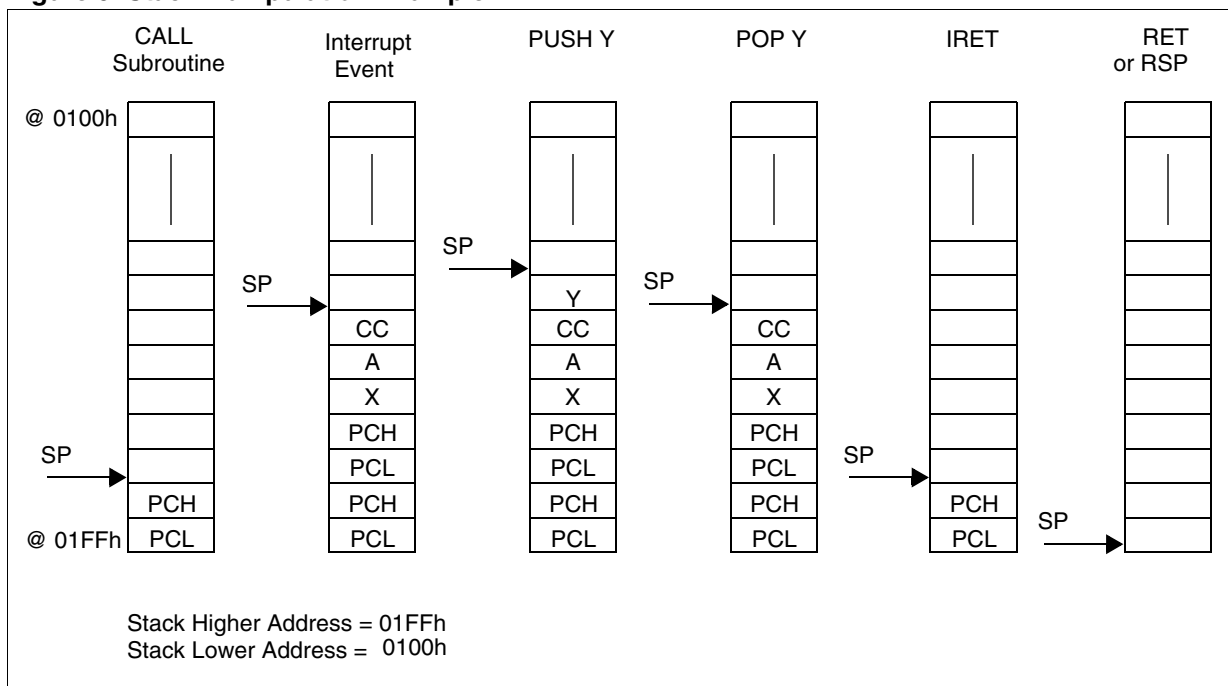 CALL
Subroutine
Interrupt
Event
PUSH Y
POP Y
IRET
RET
or RSP
@ 0100h
SP
PCH
@ 01FFh PCL
SP
CC
A
X
PCH
PCL
PCH
PCL
SP
Y
CC
A
X
PCH
PCL
PCH
PCL
SP
CC
A
X
PCH
PCL
PCH
PCL
SP
PCH
PCL
SP
Stack Higher Address = 01FFh
Stack Lower Address = 0100h